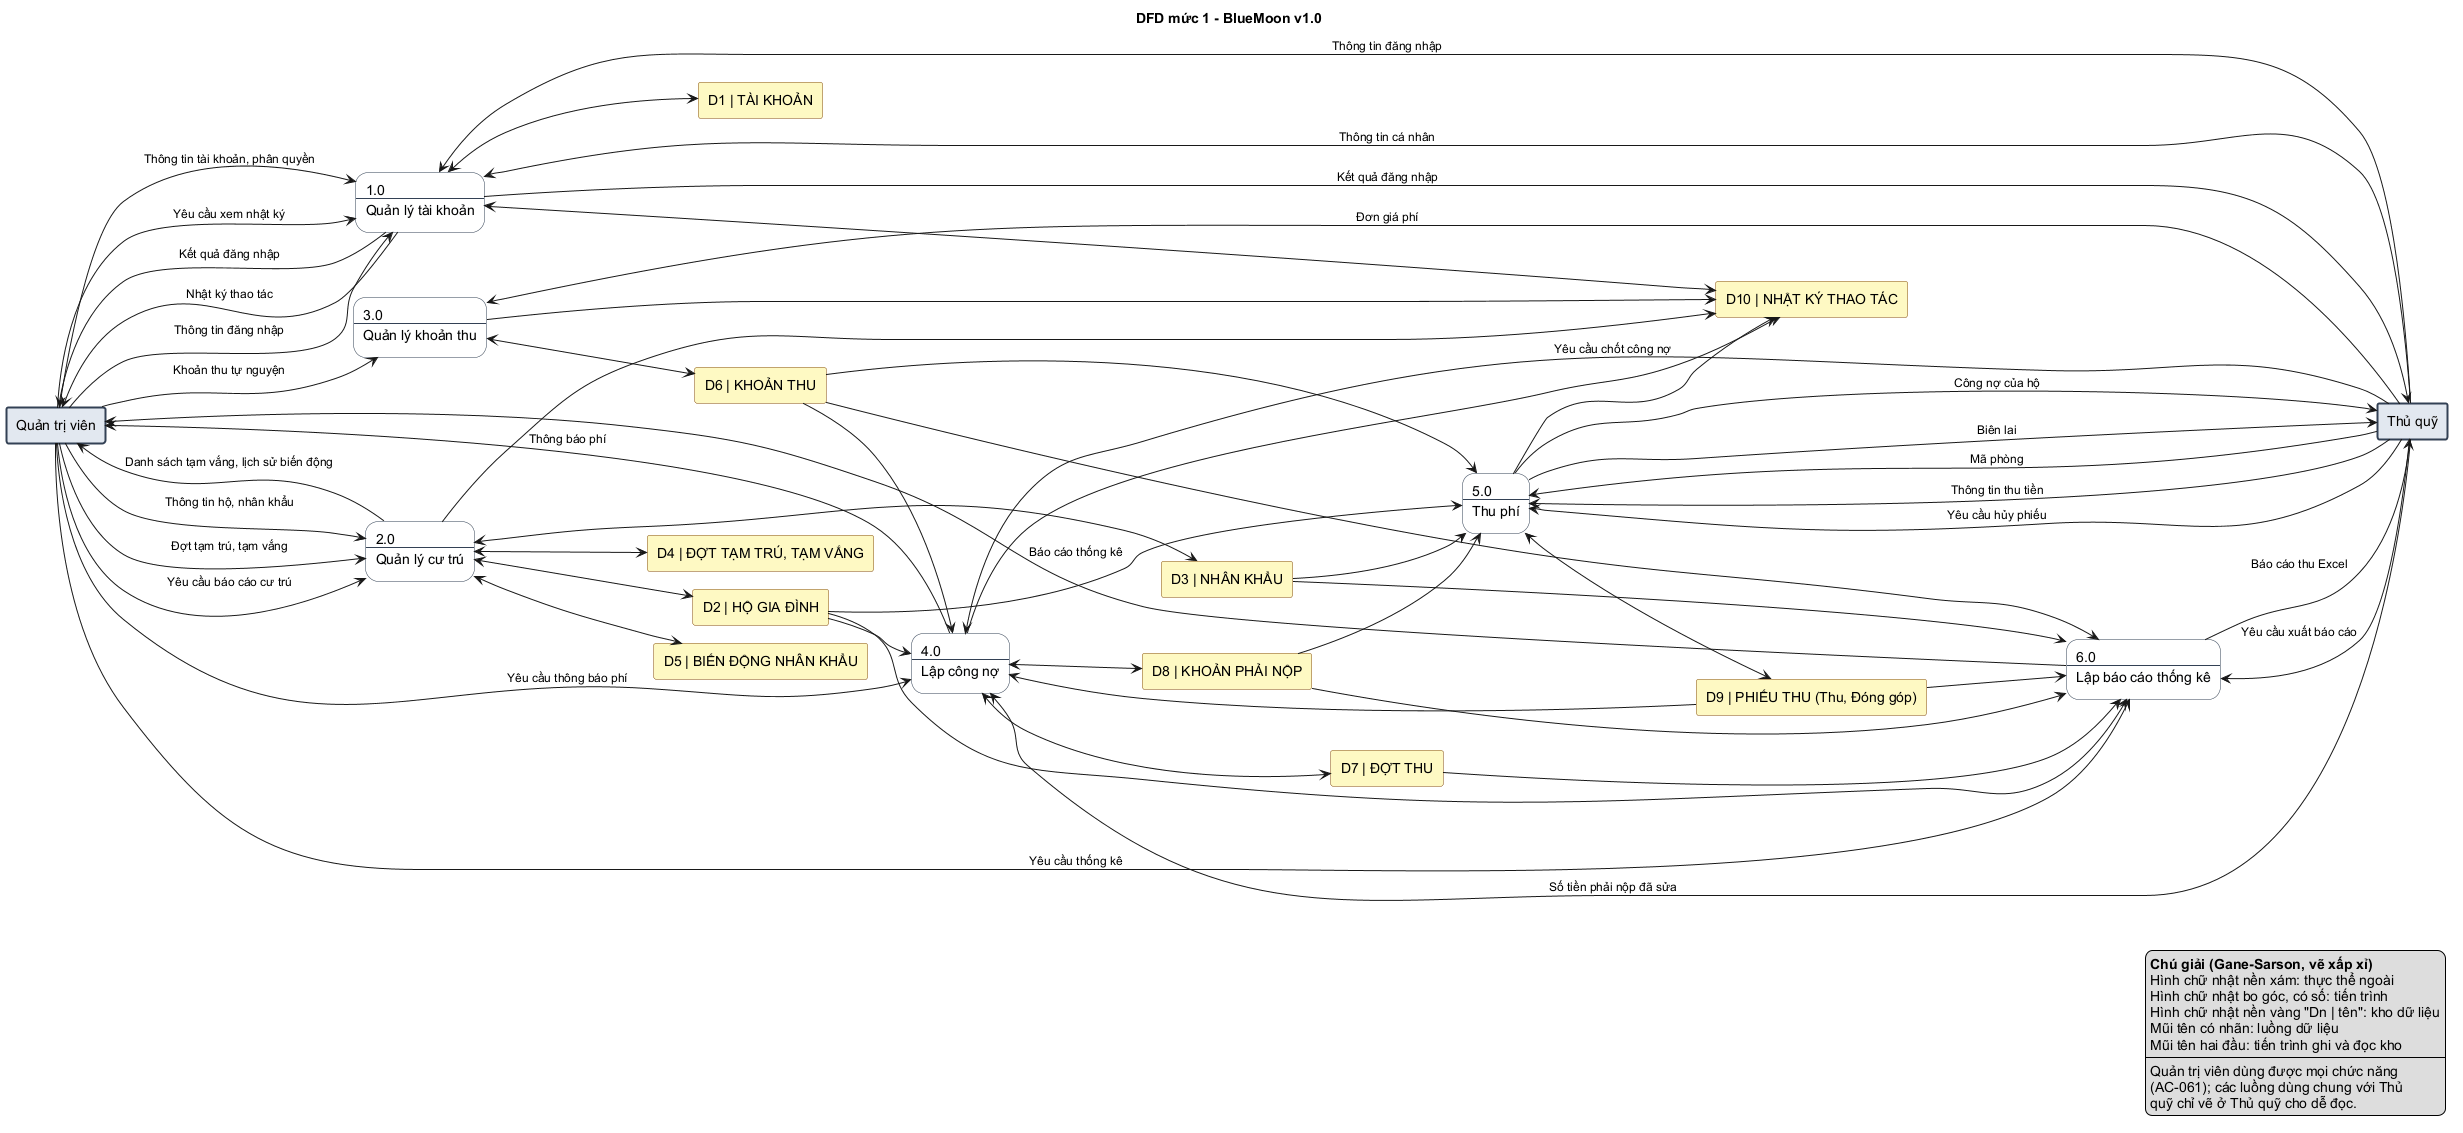 DFD mức 1 - BlueMoon v1.0
Thông tin đăng nhập
D1 | TÀI KHOẢN
Thông tin cá nhân
Thông tin tài khoản, phân quyền
Kết quả đăng nhập
1.0
Quản lý tài khoản
Yêu cầu xem nhật ký
Đơn giá phí
Kết quả đăng nhập
Nhật ký thao tác
D10 | NHẬT KÝ THAO TÁC
3.0
Quản lý khoản thu
Thông tin đăng nhập
Yêu cầu chốt công nợ
Khoản thu tự nguyện
D6 | KHOẢN THU
Công nợ của hộ
Quản trị viên
Thủ quỹ
Biên lai
Thông báo phí
Danh sách tạm vắng, lịch sử biến động
Mã phòng
5.0
Thu phí
Thông tin thu tiền
Thông tin hộ, nhân khẩu
Yêu cầu hủy phiếu
2.0
Quản lý cư trú
Đợt tạm trú, tạm vắng
D4 | ĐỢT TẠM TRÚ, TẠM VẮNG
Báo cáo thống kê
Báo cáo thu Excel
Yêu cầu báo cáo cư trú
D3 | NHÂN KHẨU
D2 | HỘ GIA ĐÌNH
Yêu cầu xuất báo cáo
4.0
Lập công nợ
D5 | BIẾN ĐỘNG NHÂN KHẨU
D8 | KHOẢN PHẢI NỘP
6.0
Lập báo cáo thống kê
Yêu cầu thông báo phí
D9 | PHIẾU THU (Thu, Đóng góp)
D7 | ĐỢT THU
Yêu cầu thống kê
Số tiền phải nộp đã sửa
Chú giải (Gane-Sarson, vẽ xấp xỉ)
Hình chữ nhật nền xám: thực thể ngoài
Hình chữ nhật bo góc, có số: tiến trình
Hình chữ nhật nền vàng "Dn | tên": kho dữ liệu
Mũi tên có nhãn: luồng dữ liệu
Mũi tên hai đầu: tiến trình ghi và đọc kho
Quản trị viên dùng được mọi chức năng
(AC-061); các luồng dùng chung với Thủ
quỹ chỉ vẽ ở Thủ quỹ cho dễ đọc.